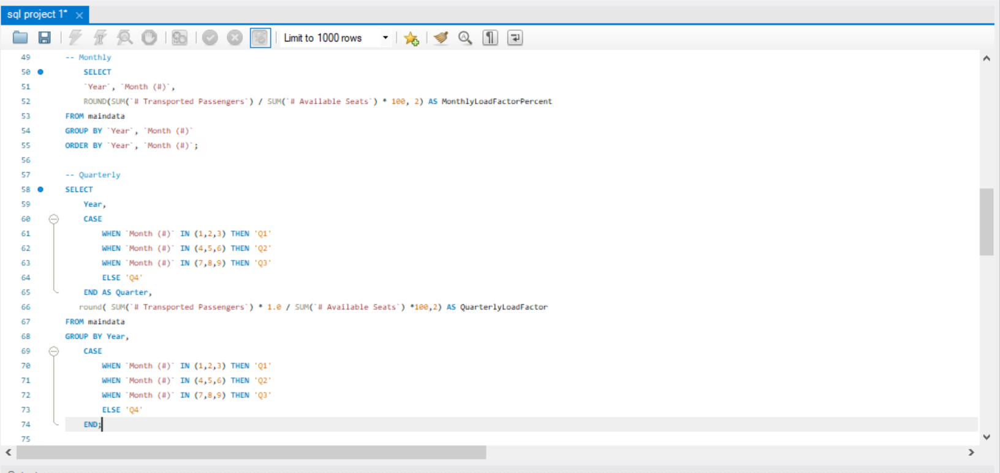 sql project 1*
Limit to 1000 rows
49 -- Monthly
50 SELECT
51 `Year`, `Month (#)`,
52 ROUND(SUM(`# Transported Passengers`) / SUM(`# Available Seats`) * 100, 2) AS MonthlyLoadFactorPercent
53 FROM maindata
54 GROUP BY `Year`, `Month (#)`
55 ORDER BY `Year`, `Month (#)`;
56
57 -- Quarterly
58 SELECT
59 Year,
60 CASE
61 WHEN `Month (#)` IN (1,2,3) THEN 'Q1'
62 WHEN `Month (#)` IN (4,5,6) THEN 'Q2'
63 WHEN `Month (#)` IN (7,8,9) THEN 'Q3'
64 ELSE 'Q4'
65 END AS Quarter,
66 round( SUM(`# Transported Passengers`) * 1.0 / SUM(`# Available Seats`) *100,2) AS QuarterlyLoadFactor
67 FROM maindata
68 GROUP BY Year,
69 CASE
70 WHEN `Month (#)` IN (1,2,3) THEN 'Q1'
71 WHEN `Month (#)` IN (4,5,6) THEN 'Q2'
72 WHEN `Month (#)` IN (7,8,9) THEN 'Q3'
73 ELSE 'Q4'
74 END;
75